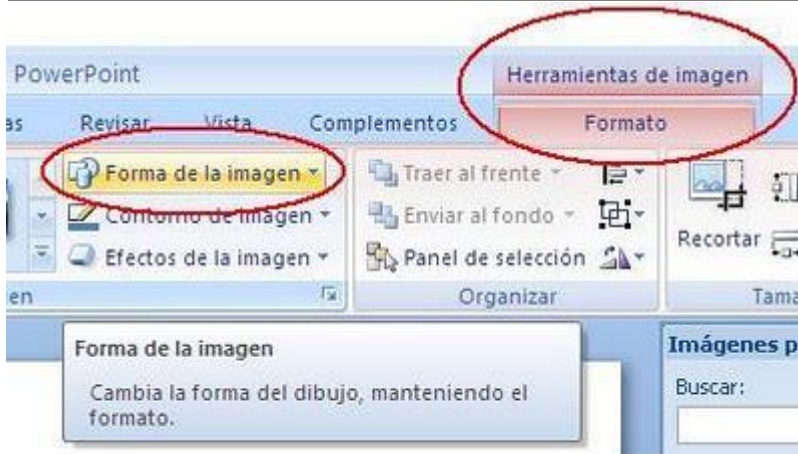 PowerPoint
Herramientas de imagen
as Revisar Vista Complementos Formato
Forma de la imagen
Traer al frente
Contorno de imagen
Enviar al fondo
Recortar
Efectos de la imagen
Panel de selección
en
Organizar
Tama
Forma de la imagen
Cambia la forma del dibujo, manteniendo el
formato.
Imágenes p
Buscar: